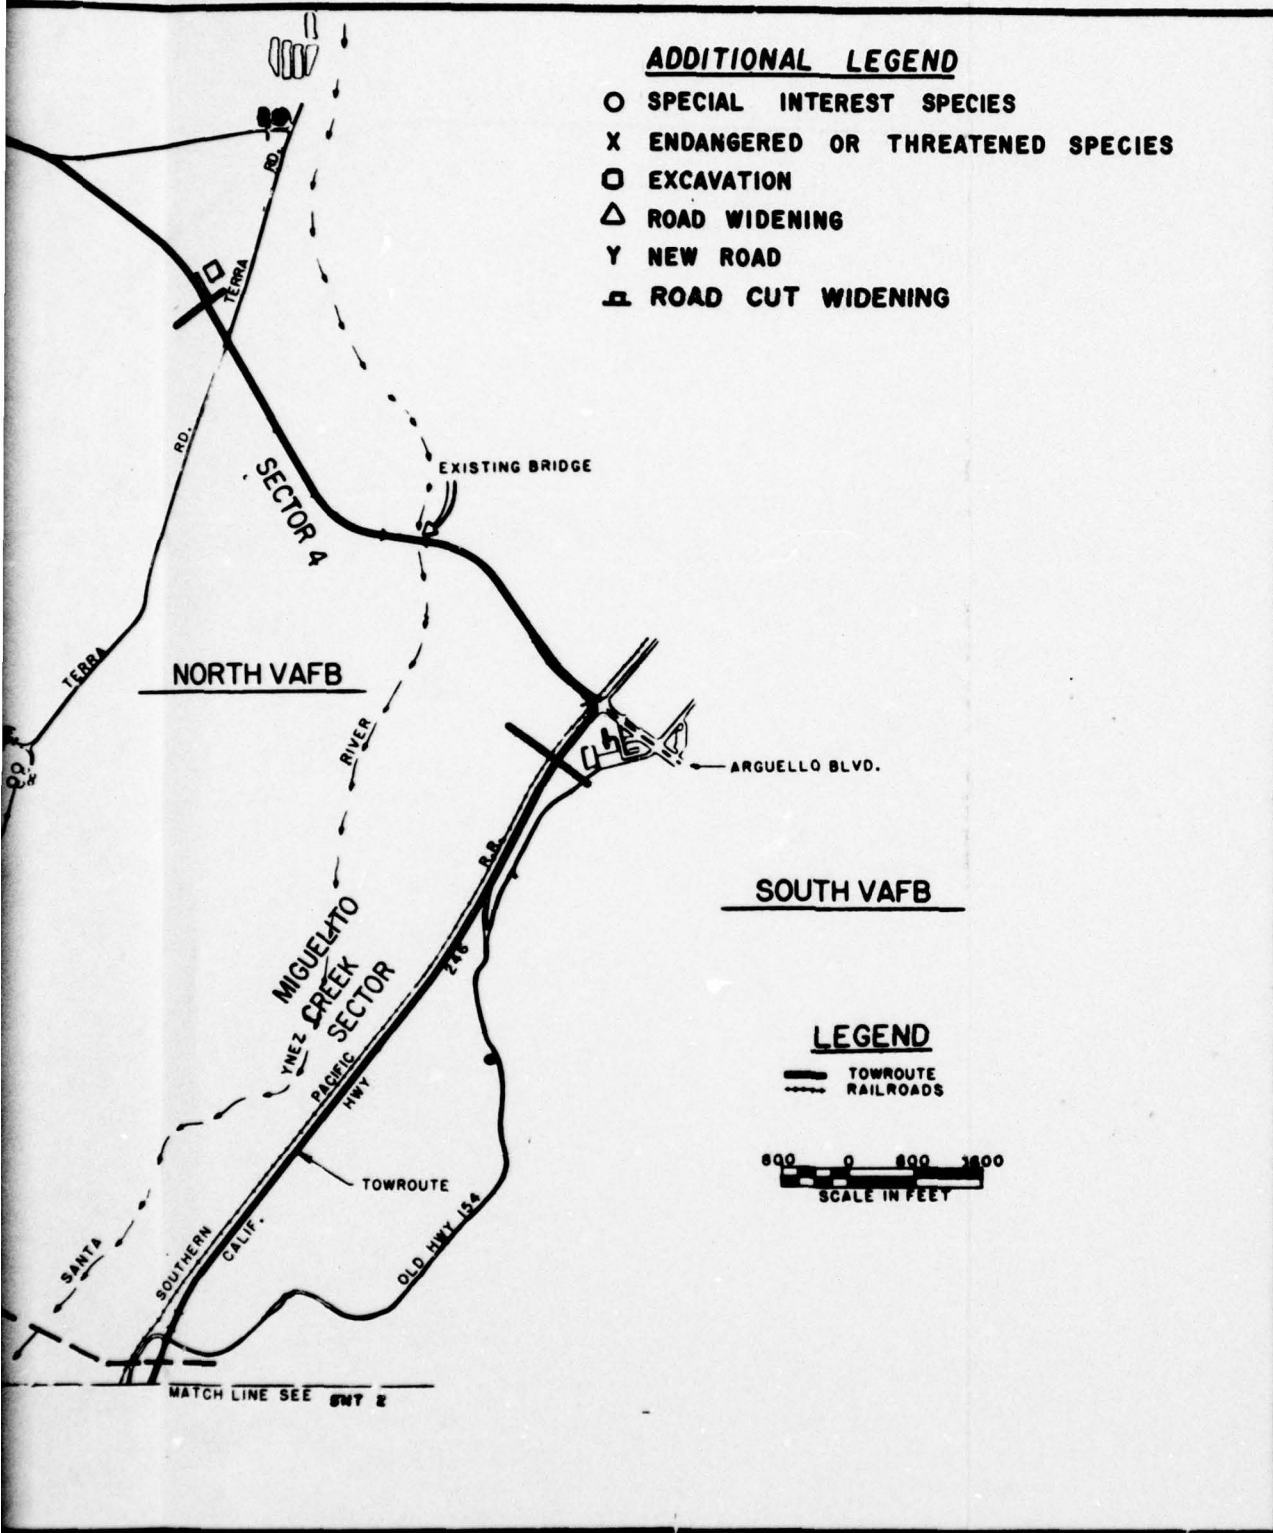 ADDITIONAL LEGEND
SPECIAL INTEREST SPECIES
X ENDANGERED OR THREATENED SPECIES
EXCAVATION
ROAD WIDENING
Y NEW ROAD
ROAD CUT WIDENING
RD.
TERRA
RD.
SECTOR 4
EXISTING BRIDGE
TERRA
NORTH VAFB
RIVER
ARGUELLO BLVD.
R.R.
SOUTH VAFB
246
MIGUELITO
CREEK
SECTOR
YNEZ
PACIFIC
HWY
LEGEND
TOWROUTE
RAILROADS
800 0 800 1600
SCALE IN FEET
TOWROUTE
OLD HWY 154
CALIF.
SOUTHERN
SANTA
MATCH LINE SEE SHT 2